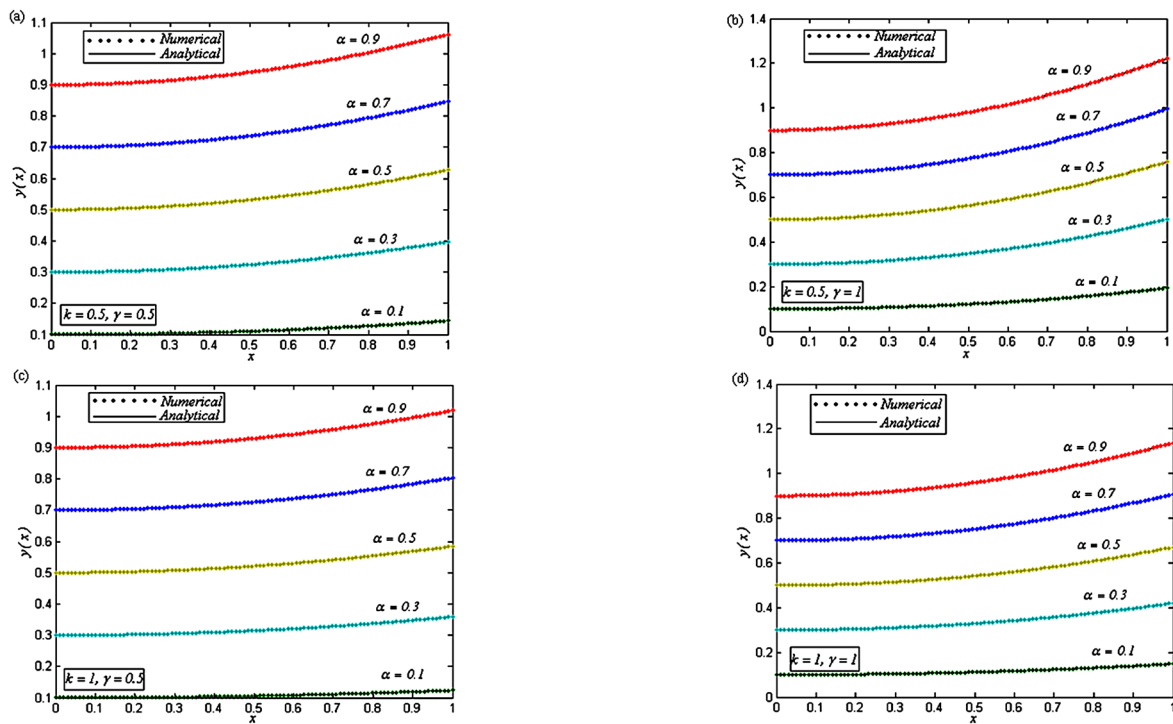 (a)
1.1
1
0.9
0.8
0.7
0.6
0.5
0.4
0.3
0.2
0.1
y(x)
Numerical
Analytical
α = 0.9
α = 0.7
α = 0.5
α = 0.3
α = 0.1
k = 0.5, γ = 0.5
0 0.1 0.2 0.3 0.4 0.5 0.6 0.7 0.8 0.9 1
x
(b)
1.4
1.2
1
0.8
0.6
0.4
0.2
0
y(x)
Numerical
Analytical
α = 0.9
α = 0.7
α = 0.5
α = 0.3
α = 0.1
k = 0.5, γ = 1
0 0.1 0.2 0.3 0.4 0.5 0.6 0.7 0.8 0.9 1
x
(c)
1.1
1
0.9
0.8
0.7
0.6
0.5
0.4
0.3
0.2
0.1
y(x)
Numerical
Analytical
α = 0.9
α = 0.7
α = 0.5
α = 0.3
α = 0.1
k = 1, γ = 0.5
0 0.1 0.2 0.3 0.4 0.5 0.6 0.7 0.8 0.9 1
x
(d)
1.4
1.2
1
0.8
0.6
0.4
0.2
0
y(x)
Numerical
Analytical
α = 0.9
α = 0.7
α = 0.5
α = 0.3
α = 0.1
k = 1, γ = 1
0 0.1 0.2 0.3 0.4 0.5 0.6 0.7 0.8 0.9 1
x